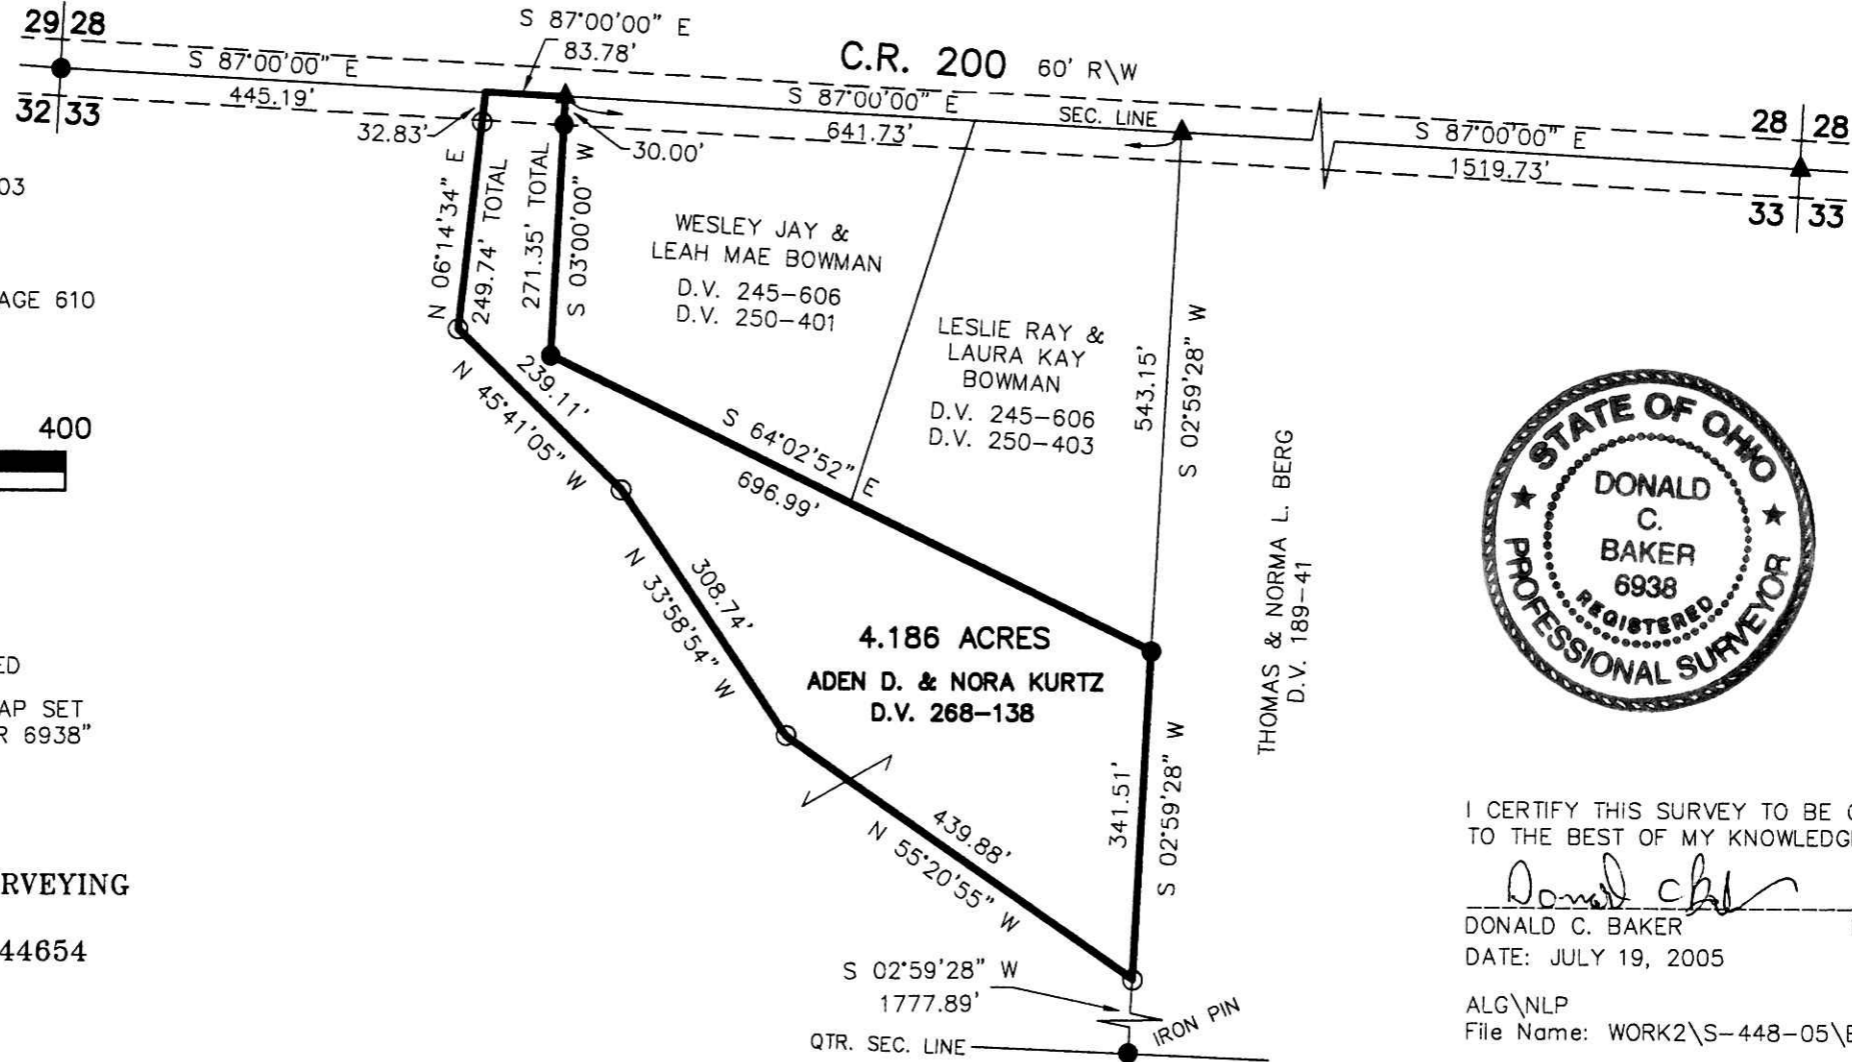 29 28
32 33
S 87°00'00" E
445.19'
S 87°00'00" E
83.78'
C.R. 200 60' R\W
S 87°00'00" E
641.73'
SEC. LINE
S 87°00'00" E
1519.73'
28 28
33 33
32.83'
30.00'
N 06°14'34" E
249.74' TOTAL
271.35' TOTAL
S 03°00'00" W
03
AGE 610
400
WESLEY JAY &
LEAH MAE BOWMAN
D.V. 245-606
D.V. 250-401
LESLIE RAY &
LAURA KAY
BOWMAN
D.V. 245-606
D.V. 250-403
543.15'
S 02°59'28" W
THOMAS & NORMA L. BERG
D.V. 189-41
239.11'
N 45°41'05" W
S 64°02'52" E
696.99'
308.74'
N 33°58'54" W
4.186 ACRES
ADEN D. & NORA KURTZ
D.V. 268-138
341.51'
S 02°59'28" W
439.88'
N 55°20'55" W
S 02°59'28" W
1777.89'
IRON PIN
QTR. SEC. LINE
ED
AP SET
R 6938"
RVEYING
44654
STATE OF OHIO
DONALD
C.
BAKER
6938
REGISTERED
PROFESSIONAL SURVEYOR
I CERTIFY THIS SURVEY TO BE
TO THE BEST OF MY KNOWLEDG
DONALD C. BAKER
DATE: JULY 19, 2005
ALG\NLP
File Name: WORK2\S-448-05\